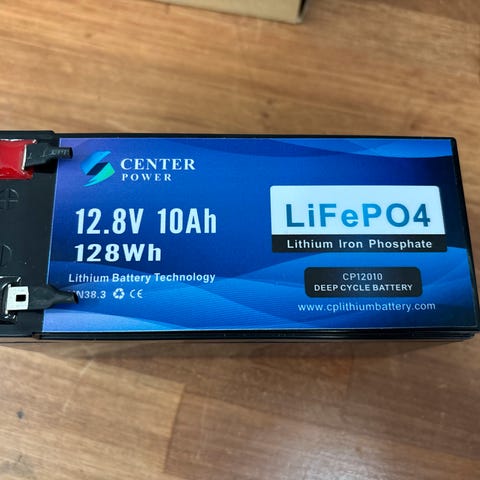 CENTER
POWER
12.8V 10Ah
128Wh
Lithium Battery Technology
N38.3 CE
LiFePO4
Lithium Iron Phosphate
CP12010
DEEP CYCLE BATTERY
www.cplithiumbattery.com